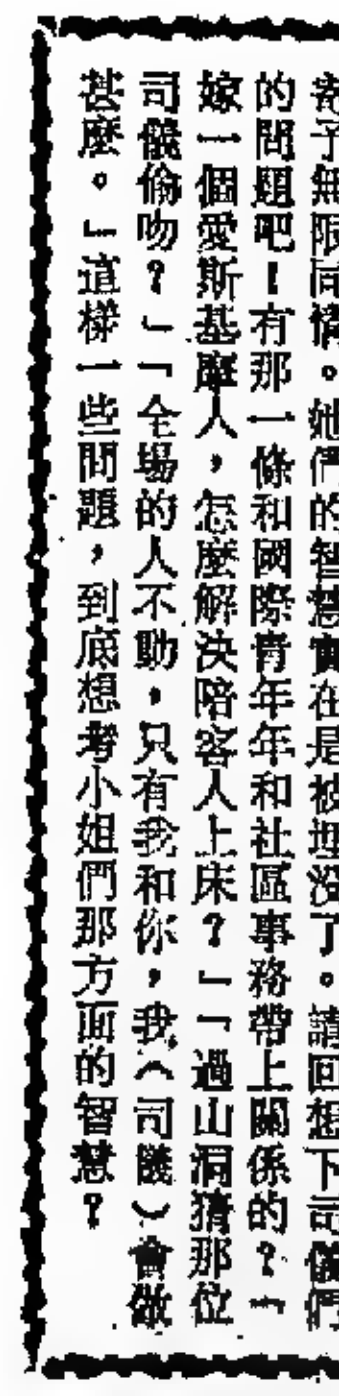 寄予無限同情。她們的智慧實在是被埋沒了。請回想下司儀們
的問題吧！有那一條和國際青年年和社區事務帶上關係的？「
嫁一個愛斯基摩人，怎麼解決陪客人上床？」「過山洞猜那位
司儀偷吻？」「全場的人不動，只有我和你，我（司機）會做
甚麼。」這樣一些問題，到底想考小姐們那方面的智慧？